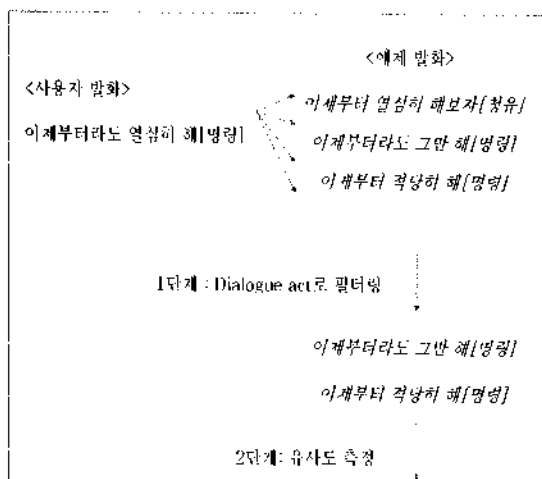 <예제 발화>
<사용자 발화>
이제부터 열심히 해보자[청유]
이제부터라도 열심히 해[명령]
이제부터라도 그만 해[명령]
이제부터 적당히 해[명령]
1단계 : Dialogue act로 필터링
이제부터라도 그만 해[명령]
이제부터 적당히 해[명령]
2단계: 유사도 측정